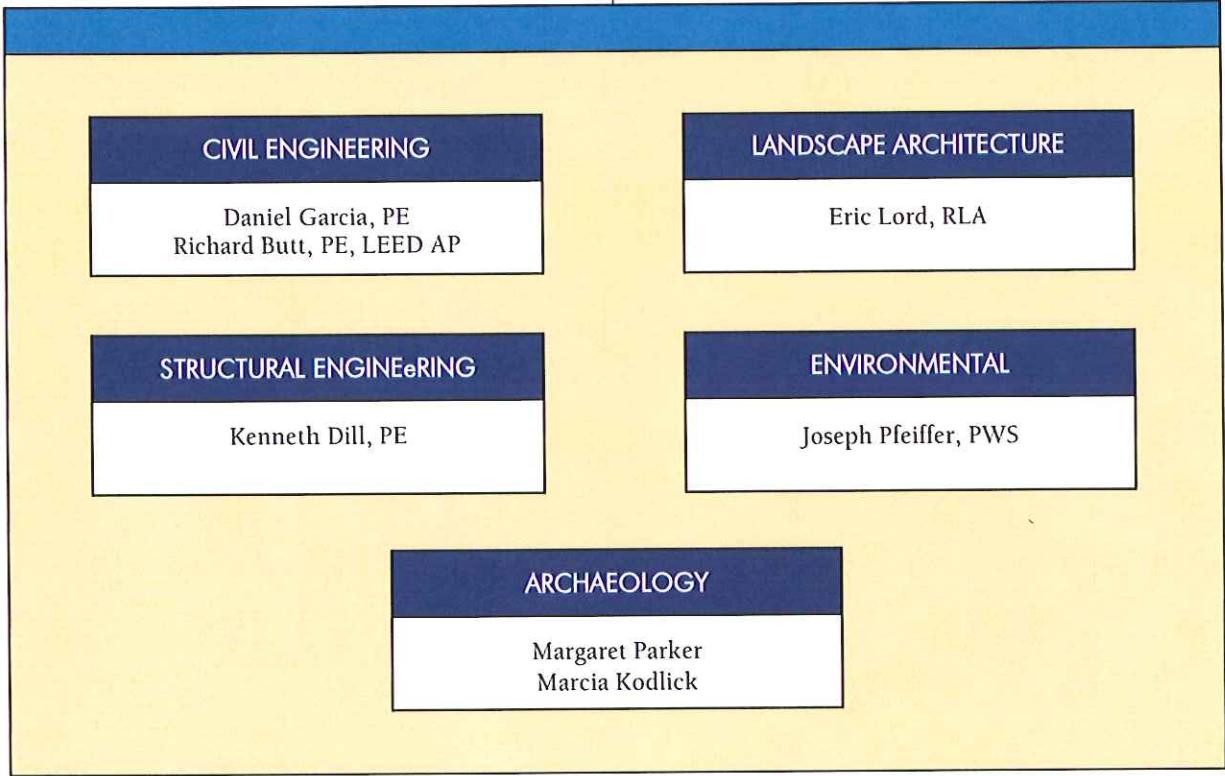 CIVIL ENGINEERING
Daniel Garcia, PE
Richard Butt, PE, LEED AP
LANDSCAPE ARCHITECTURE
Eric Lord, RLA
STRUCTURAL ENGINEeRING
Kenneth Dill, PE
ENVIRONMENTAL
Joseph Pfeiffer, PWS
ARCHAEOLOGY
Margaret Parker
Marcia Kodlick